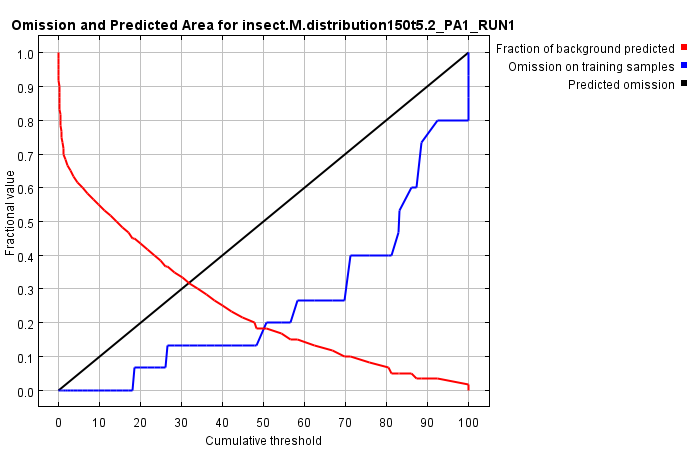 Omission and Predicted Area for insect.M.distribution150t5.2_PA1_RUN1
Fraction of background predicted
Omission on training samples
Predicted omission
1.0
0.9
0.8
0.7
0.6
0.5
0.4
0.3
0.2
0.1
0.0
Fractional value
0 10 20 30 40 50 60 70 80 90 100
Cumulative threshold